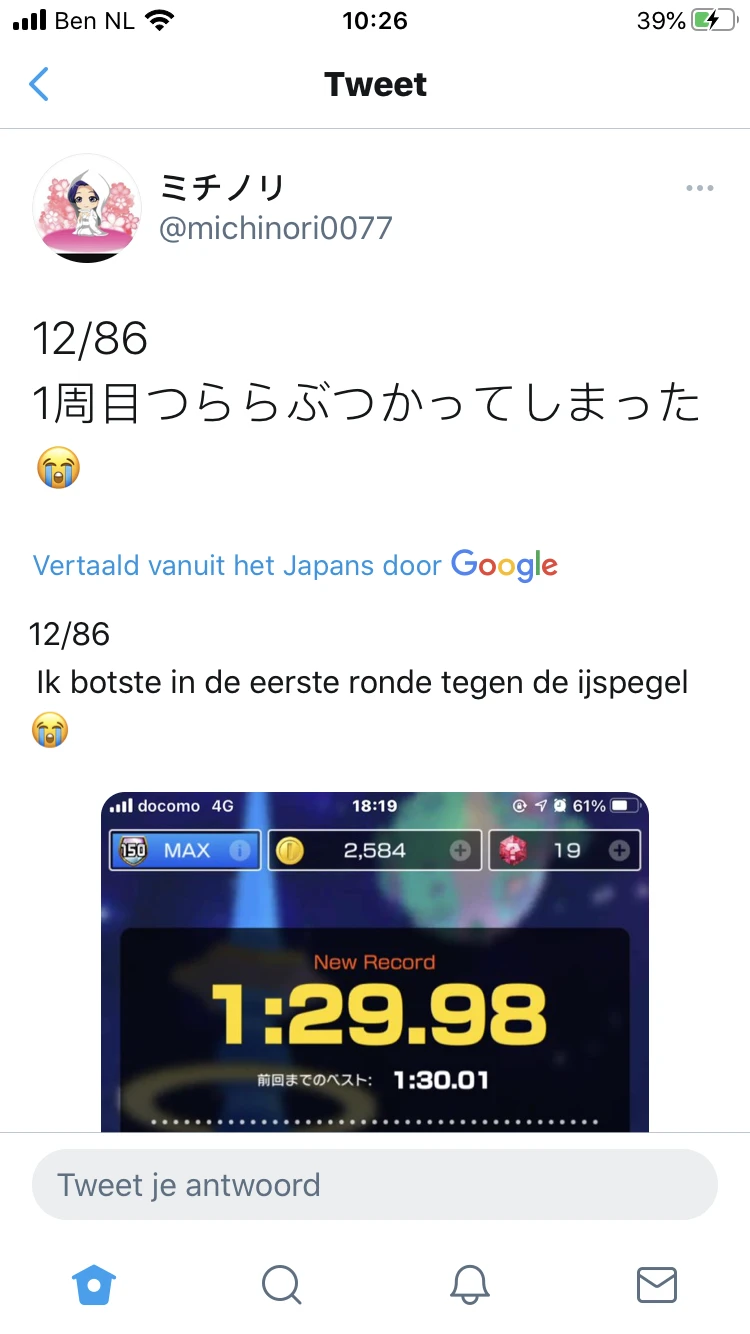 Ben NL 10:26 39%
Tweet
ミチノリ
@michinori0077
12/86
1周目つららぶつかってしまった
😭
Vertaald vanuit het Japans door Google
12/86
Ik botste in de eerste ronde tegen de ijspegel
😭
docomo 4G 18:19 61%
150 MAX i 2,584 + ? 19 +
New Record
1:29.98
前回までのベスト: 1:30.01
Tweet je antwoord